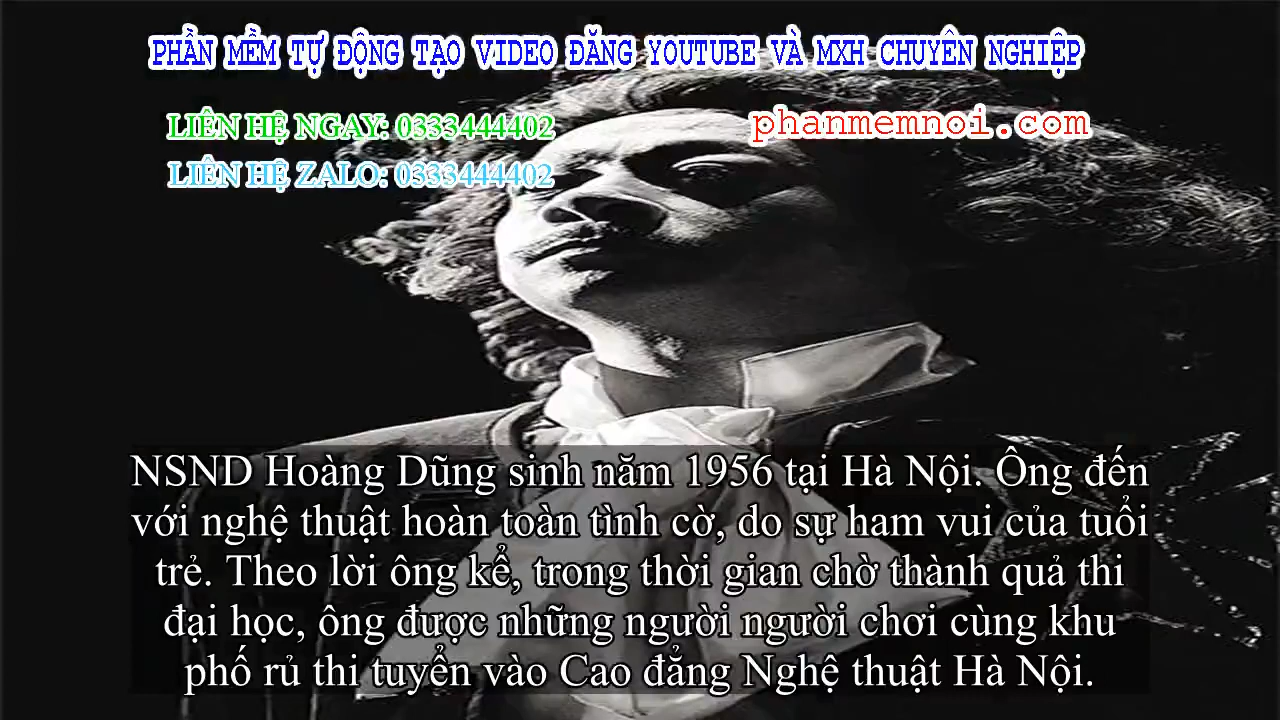 PHẦN MỀM TỰ ĐỘNG TẠO VIDEO ĐĂNG YOUTUBE VÀ MXH CHUYÊN NGHIỆP
LIÊN HỆ NGAY: 0333444402
phanmemnoi.com
LIÊN HỆ ZALO: 0333444402
NSND Hoàng Dũng sinh năm 1956 tại Hà Nội. Ông đến
với nghệ thuật hoàn toàn tình cờ, do sự ham vui của tuổi
trẻ. Theo lời ông kể, trong thời gian chờ thành quả thi
đại học, ông được những người người chơi cùng khu
phố rủ thi tuyển vào Cao đẳng Nghệ thuật Hà Nội.